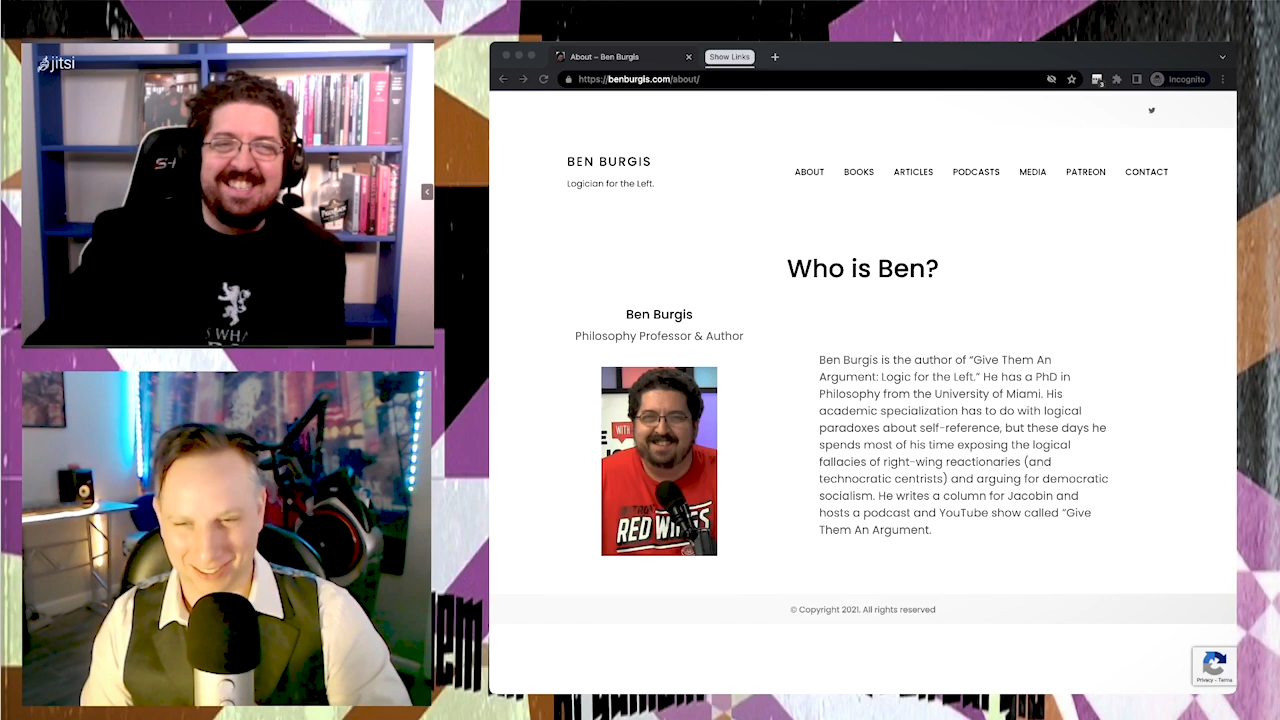 jitsi
About – Ben Burgis
Show Links
https://benburgis.com/about/
Incognito
BEN BURGIS
Logician for the Left.
ABOUT BOOKS ARTICLES PODCASTS MEDIA PATREON CONTACT
Who is Ben?
Ben Burgis
Philosophy Professor & Author
WITH
RED WINGS
Ben Burgis is the author of “Give Them An
Argument: Logic for the Left.” He has a PhD in
Philosophy from the University of Miami. His
academic specialization has to do with logical
paradoxes about self-reference, but these days he
spends most of his time exposing the logical
fallacies of right-wing reactionaries (and
technocratic centrists) and arguing for democratic
socialism. He writes a column for Jacobin and
hosts a podcast and YouTube show called “Give
Them An Argument.
© Copyright 2021. All rights reserved
Privacy - Terms